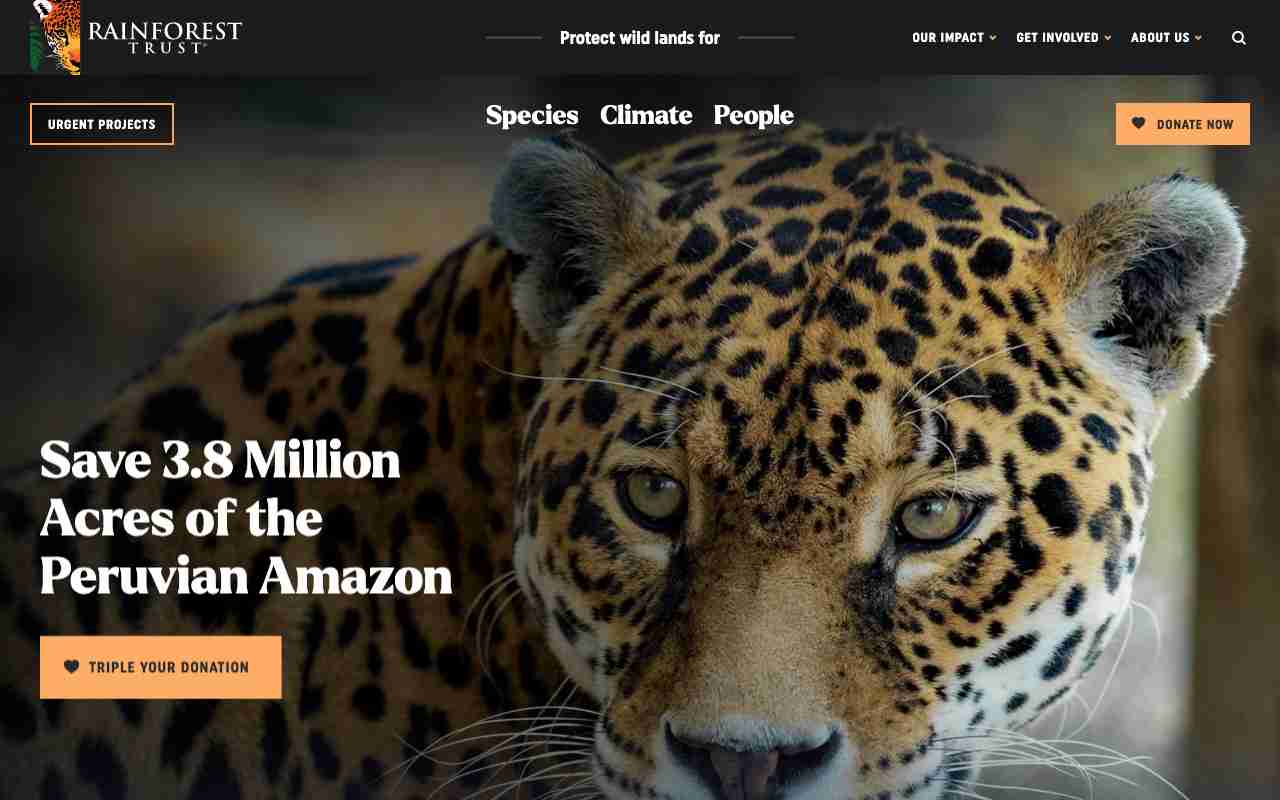 RAINFOREST
TRUST®
Protect wild lands for
OUR IMPACT
GET INVOLVED
ABOUT US
URGENT PROJECTS
Species Climate People
DONATE NOW
Save 3.8 Million
Acres of the
Peruvian Amazon
TRIPLE YOUR DONATION